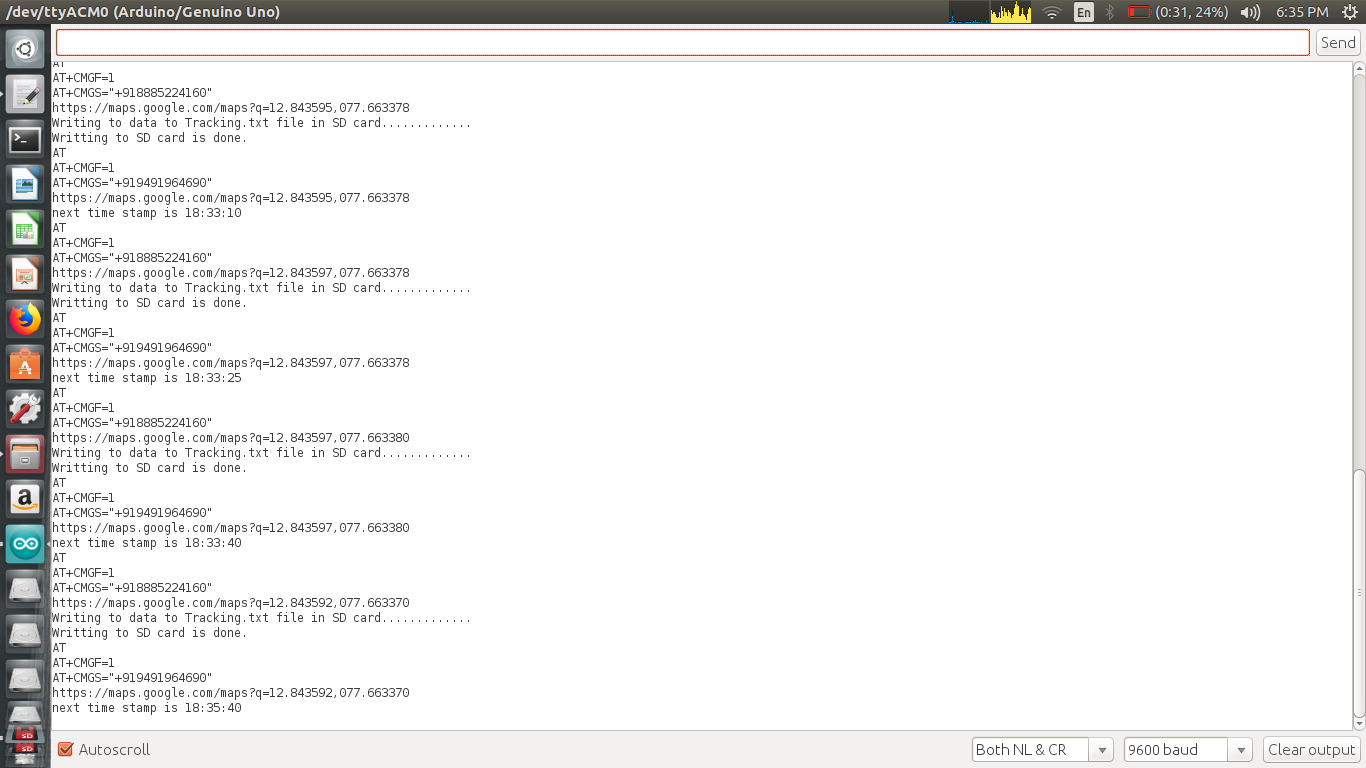 /dev/ttyACM0 (Arduino/Genuino Uno)
En
(0:31, 24%)
6:35 PM
Send
AT
AT+CMGF=1
AT+CMGS="+918885224160"
https://maps.google.com/maps?q=12.843595,077.663378
Writing to data to Tracking.txt file in SD card.............
Writting to SD card is done.
AT
AT+CMGF=1
AT+CMGS="+919491964690"
https://maps.google.com/maps?q=12.843595,077.663378
next time stamp is 18:33:10
AT
AT+CMGF=1
AT+CMGS="+918885224160"
https://maps.google.com/maps?q=12.843597,077.663378
Writing to data to Tracking.txt file in SD card.............
Writting to SD card is done.
AT
AT+CMGF=1
AT+CMGS="+919491964690"
https://maps.google.com/maps?q=12.843597,077.663378
next time stamp is 18:33:25
AT
AT+CMGF=1
AT+CMGS="+918885224160"
https://maps.google.com/maps?q=12.843597,077.663380
Writing to data to Tracking.txt file in SD card.............
Writting to SD card is done.
AT
AT+CMGF=1
AT+CMGS="+919491964690"
https://maps.google.com/maps?q=12.843597,077.663380
next time stamp is 18:33:40
AT
AT+CMGF=1
AT+CMGS="+918885224160"
https://maps.google.com/maps?q=12.843592,077.663370
Writing to data to Tracking.txt file in SD card.............
Writting to SD card is done.
AT
AT+CMGF=1
AT+CMGS="+919491964690"
https://maps.google.com/maps?q=12.843592,077.663370
next time stamp is 18:35:40
Autoscroll
Both NL & CR
9600 baud
Clear output